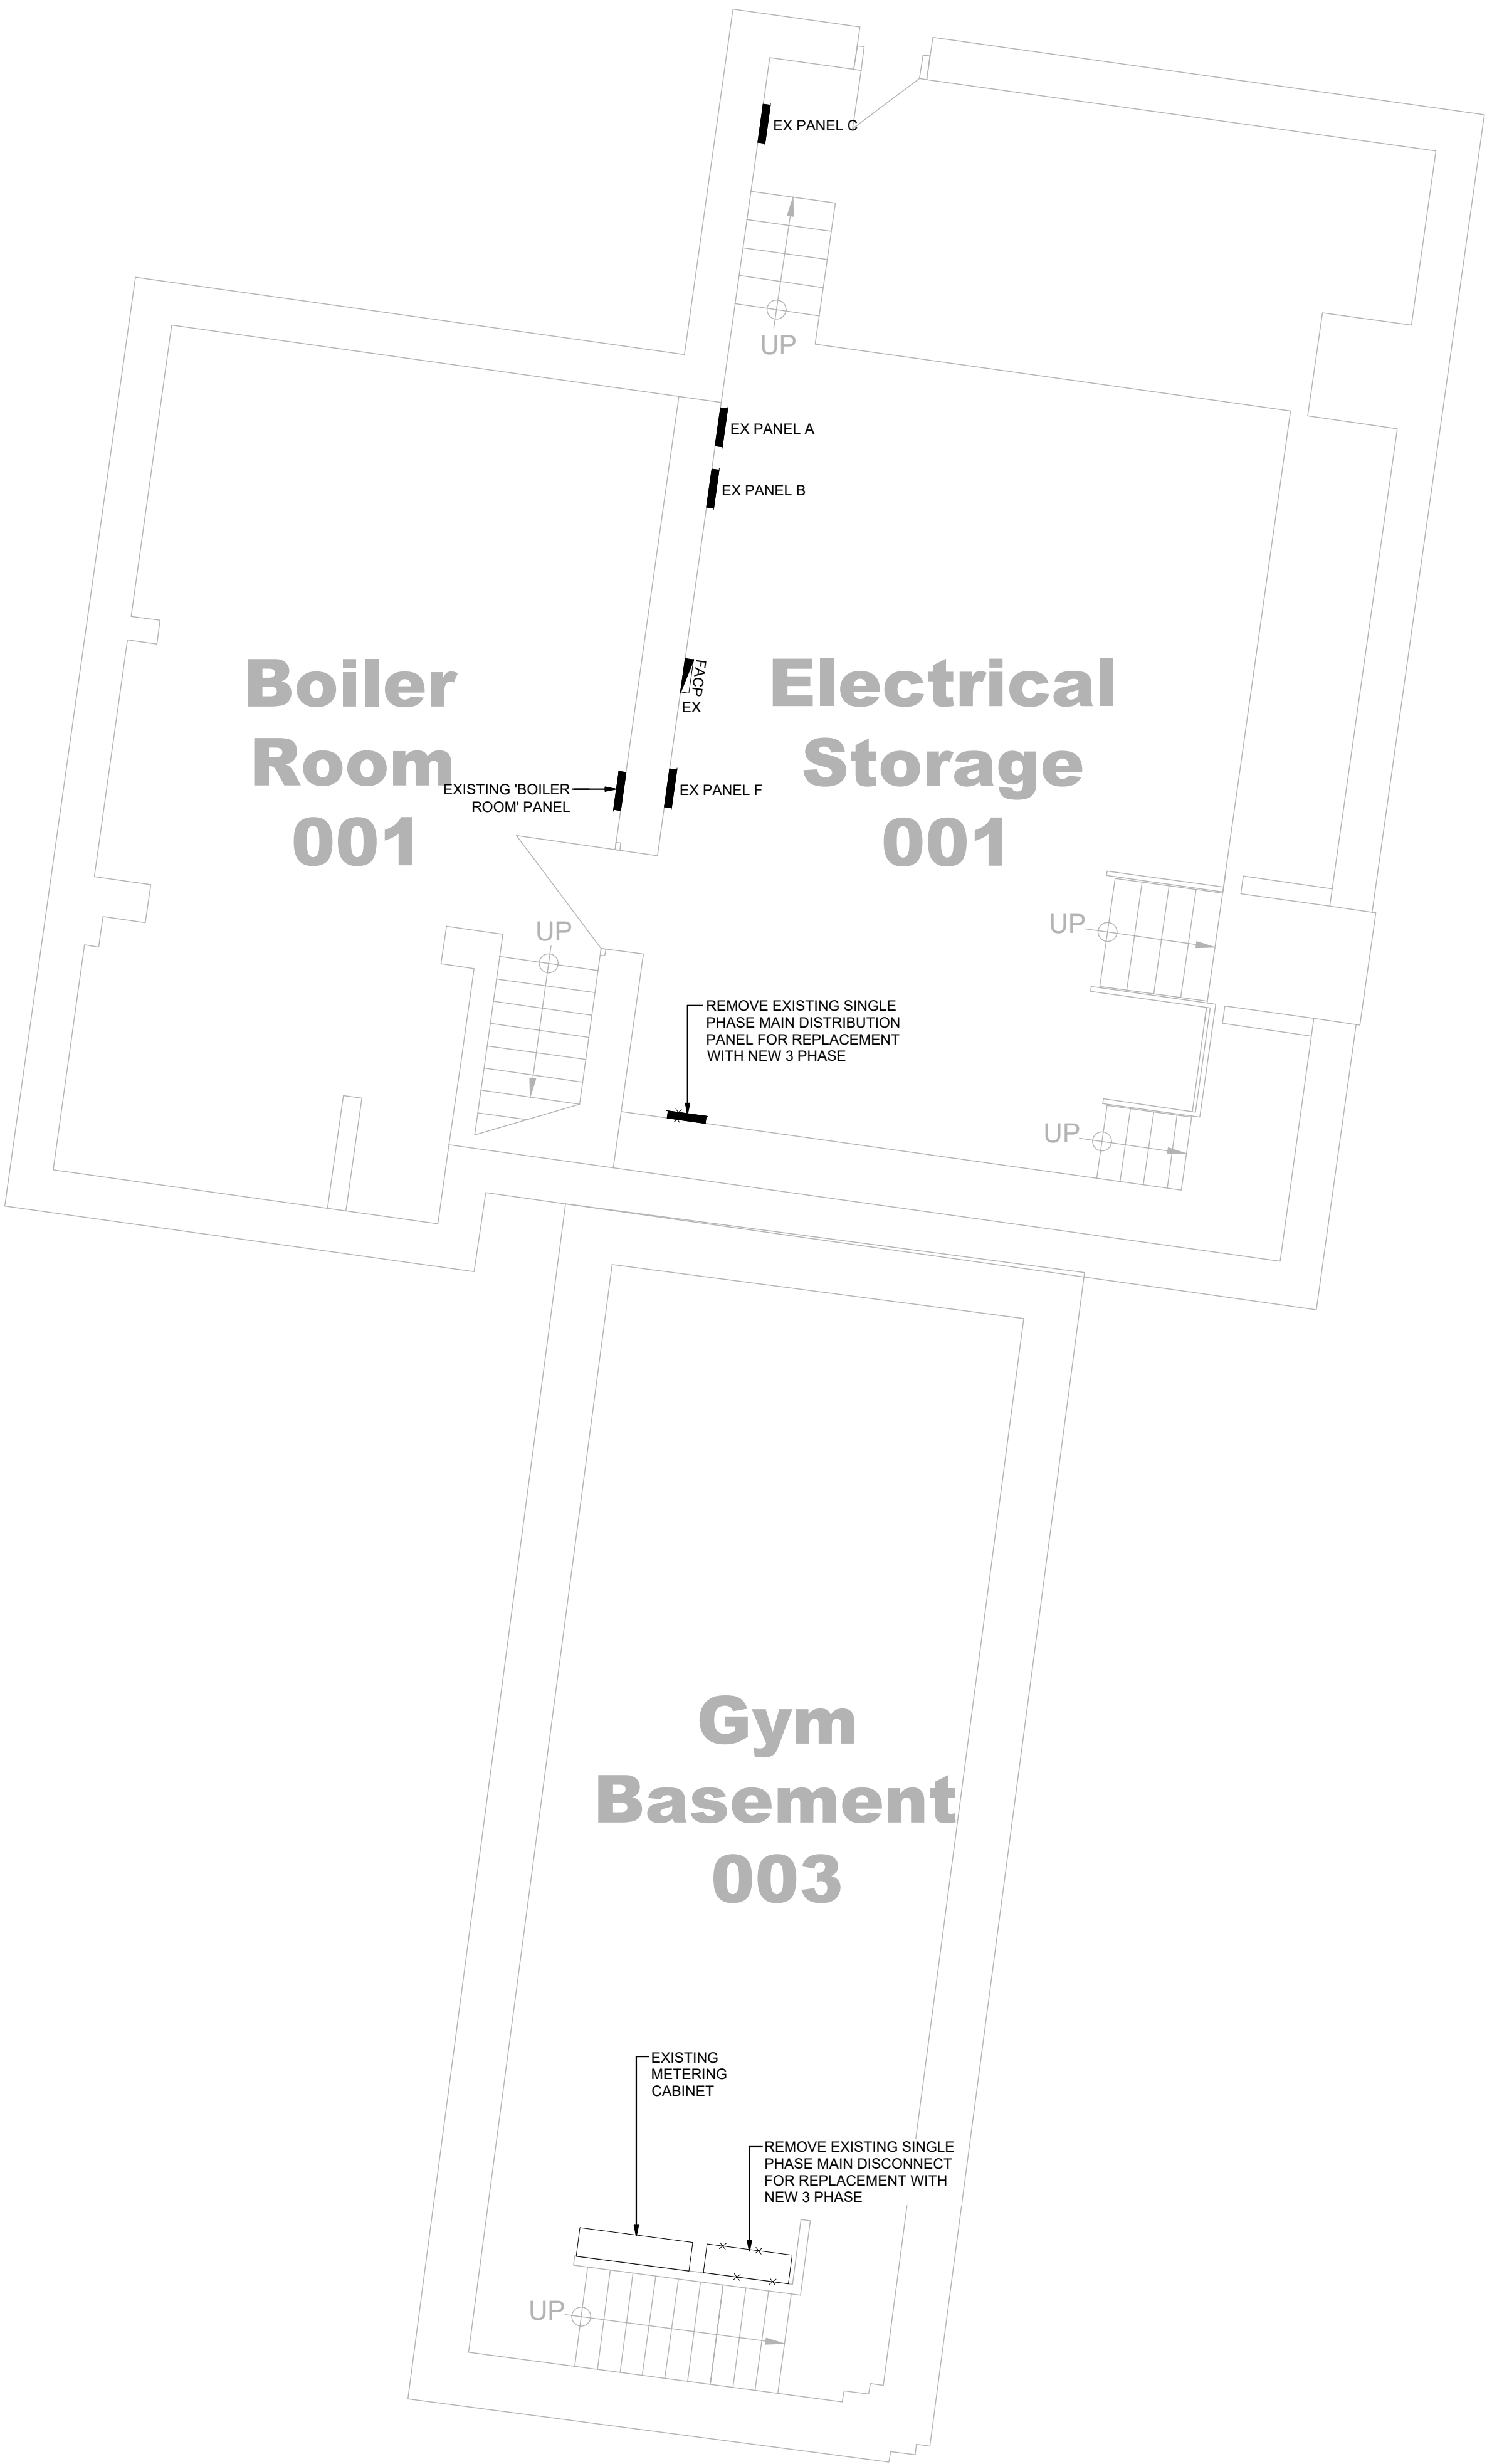 EX PANEL C
UP
EX PANEL A
EX PANEL B
Boiler
Room
001
FACP
EX
Electrical
Storage
001
EXISTING 'BOILER
ROOM' PANEL
EX PANEL F
UP
UP
REMOVE EXISTING SINGLE
PHASE MAIN DISTRIBUTION
PANEL FOR REPLACEMENT
WITH NEW 3 PHASE
UP
Gym
Basement
003
EXISTING
METERING
CABINET
REMOVE EXISTING SINGLE
PHASE MAIN DISCONNECT
FOR REPLACEMENT WITH
NEW 3 PHASE
UP